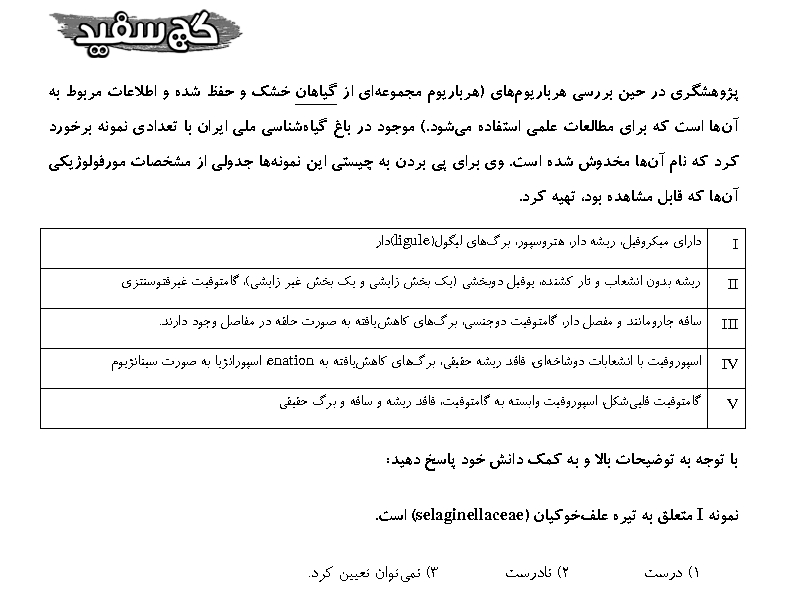 گچ سفید
پژوهشگری در حین بررسی هرباریوم‌های (هرباریوم مجموعه‌ای از گیاهان خشک و حفظ شده و اطلاعات مربوط به
آن‌ها است که برای مطالعات علمی استفاده می‌شود.) موجود در باغ گیاه‌شناسی ملی ایران با تعدادی نمونه برخورد
کرد که نام آن‌ها مخدوش شده است. وی برای پی بردن به چیستی این نمونه‌ها جدولی از مشخصات مورفولوژیکی
آن‌ها که قابل مشاهده بود، تهیه کرد.
I دارای میکروفیل، ریشه دار، هتروسپور، برگ‌های لیگول(ligule)دار
II ریشه بدون انشعاب و تار کشنده، یوفیل دوبخشی (یک بخش زایشی و یک بخش غیر زایشی)، گامتوفیت غیرفتوسنتزی
III ساقه جارومانند و مفصل دار، گامتوفیت دوجنسی، برگ‌های کاهش‌یافته به صورت حلقه در مفاصل وجود دارند.
IV اسپوروفیت با انشعابات دوشاخه‌ای، فاقد ریشه حقیقی، برگ‌های کاهش‌یافته به enation، اسپورانژیا به صورت سینانژیوم
V گامتوفیت قلبی‌شکل، اسپوروفیت وابسته به گامتوفیت، فاقد ریشه و ساقه و برگ حقیقی
با توجه به توضیحات بالا و به کمک دانش خود پاسخ دهید:
نمونه I متعلق به تیره علف‌خوکیان (selaginellaceae) است.
۱) درست ۲) نادرست ۳) نمی‌توان تعیین کرد.